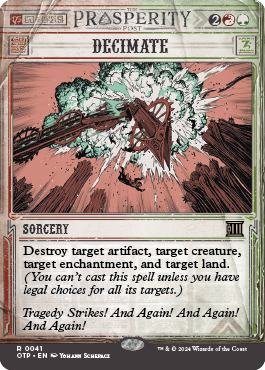 THE
PROSPERITY
POST
2
DECIMATE
SORCERY
Destroy target artifact, target creature,
target enchantment, and target land.
(You can't cast this spell unless you have
legal choices for all its targets.)
Tragedy Strikes! And Again! And Again!
And Again!
R 0041
OTP • EN YOHANN SCHEPACZ
™ & © 2024 Wizards of the Coast